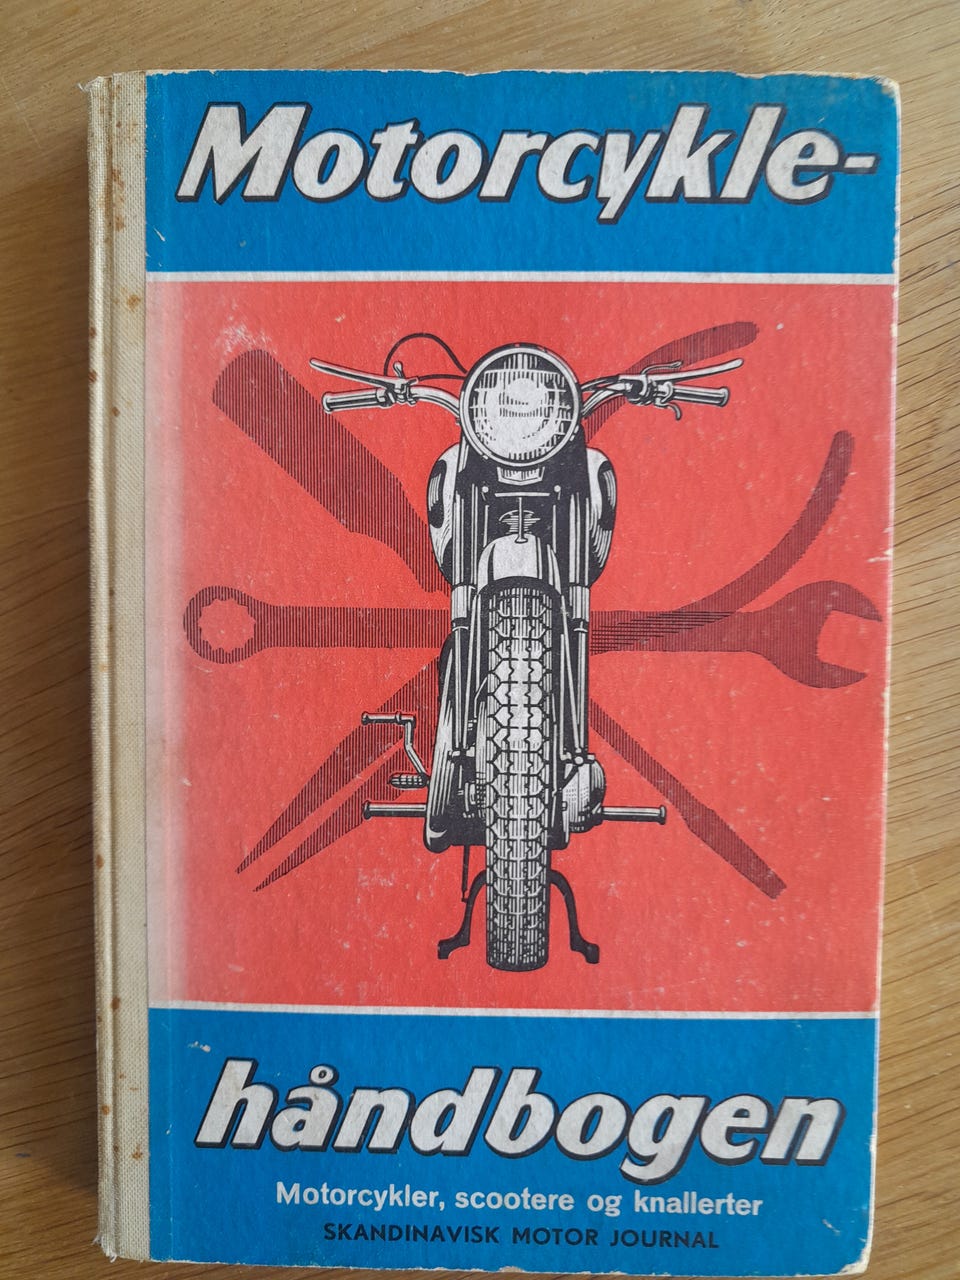 Motorcykle-
håndbogen
Motorcykler, scootere og knallerter
SKANDINAVISK MOTOR JOURNAL